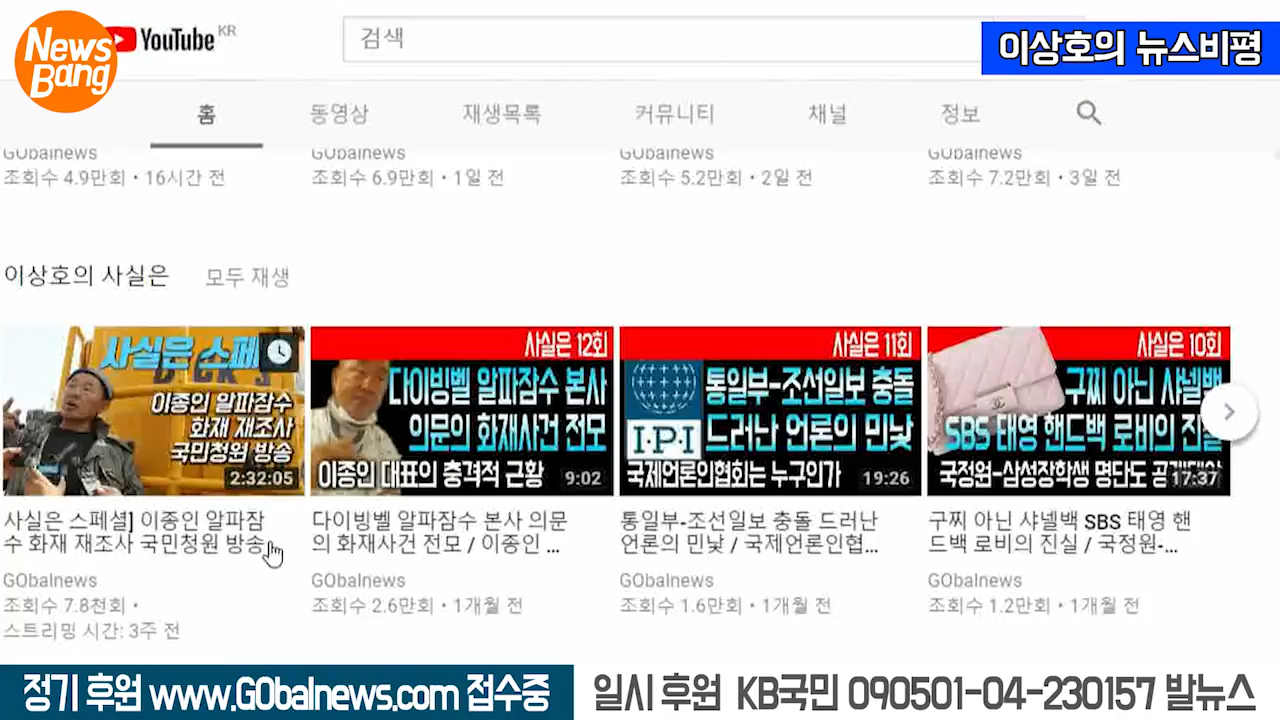 News
Bang
YouTube KR
검색
이상호의 뉴스비평
홈
동영상
재생목록
커뮤니티
채널
정보
GObalnews
GObalnews
GObalnews
GObalnews
조회수 4.9만회 • 16시간 전
조회수 6.9만회 • 1일 전
조회수 5.2만회 • 2일 전
조회수 7.2만회 • 3일 전
이상호의 사실은
모두 재생
사실은 스페
이종인 알파잠수
화재 재조사
국민청원 방송
2:32:05
사실은 12회
다이빙벨 알파잠수 본사
의문의 화재사건 전모
이종인 대표의 충격적 근황
9:02
사실은 11회
통일부-조선일보 충돌
I·P·I
드러난 언론의 민낯
국제언론인협회는 누구인가
19:26
사실은 10회
구찌 아닌 샤넬백
SBS 태영 핸드백 로비의 진실
국정원-삼성장학생 명단도
17:37
사실은 스페셜] 이종인 알파잠
수 화재 재조사 국민청원 방송
GObalnews
조회수 7.8천회 •
스트리밍 시간: 3주 전
다이빙벨 알파잠수 본사 의문
의 화재사건 전모 / 이종인 ...
GObalnews
조회수 2.6만회 • 1개월 전
통일부-조선일보 충돌 드러난
언론의 민낯 / 국제언론인협...
GObalnews
조회수 1.6만회 • 1개월 전
구찌 아닌 샤넬백 SBS 태영 핸
드백 로비의 진실 / 국정원-...
GObalnews
조회수 1.2만회 • 1개월 전
정기 후원 www.GObalnews.com 접수중
일시 후원 KB국민 090501-04-230157 발뉴스